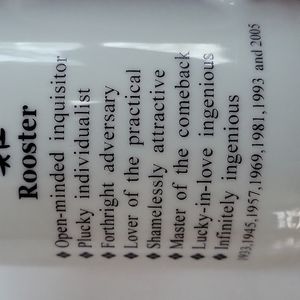 Rooster
♦ Open-minded inquisitor
♦ Plucky individualist
♦ Forthright adversary
♦ Lover of the practical
♦ Shamelessly attractive
♦ Master of the comeback
♦ Lucky-in-love ingenious
♦ Infinitely ingenious
933,1945,1957,1969,1981,1993 and 2005